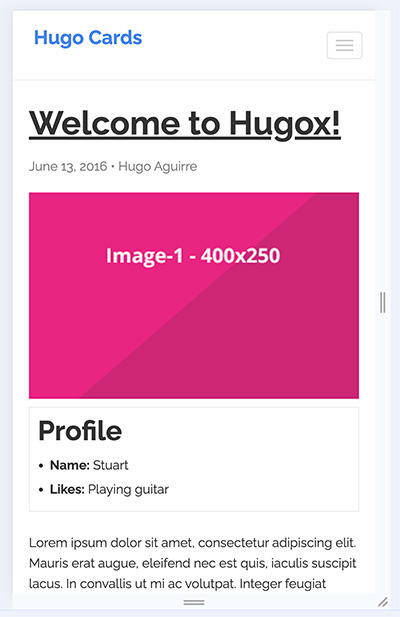 Hugo Cards
Welcome to Hugox!
June 13, 2016 • Hugo Aguirre
Image-1 - 400x250
Profile
• Name: Stuart
• Likes: Playing guitar
Lorem ipsum dolor sit amet, consectetur adipiscing elit.
Mauris erat augue, eleifend nec est quis, iaculis suscipit
lacus. In convallis ut mi ac volutpat. Integer feugiat